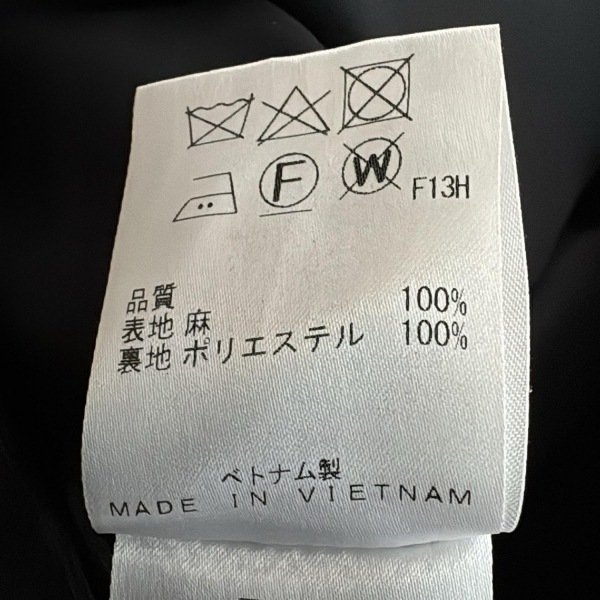 F W F13H
品質
表地 麻 100%
裏地 ポリエステル 100%
ベトナム製
MADE IN VIETNAM